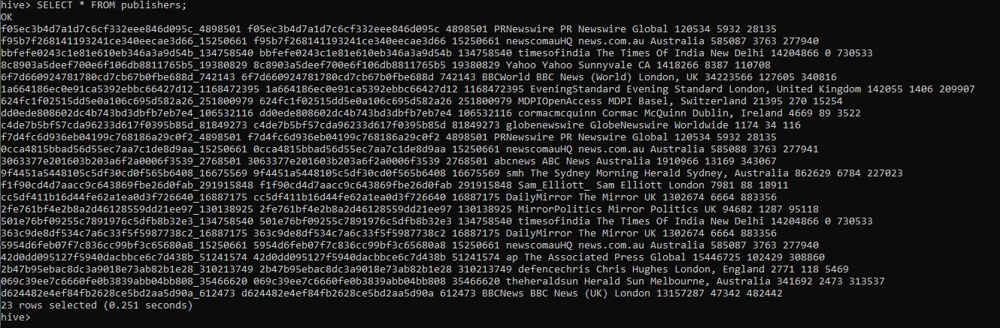 hive> SELECT * FROM publishers;
OK
f05ec3b4d7a1d7c6cf332eee846d095c_4898501 f05ec3b4d7a1d7c6cf332eee846d095c 4898501 PRNewswire PR Newswire Global 120534 5932 28135
f95b7f268141193241ce340eecae3d66_15250661 f95b7f268141193241ce340eecae3d66 15250661 newscomauHQ news.com.au Australia 585087 3763 277940
bbfefe0243c1e81e610eb346a3a9d54b_134758540 bbfefe0243c1e81e610eb346a3a9d54b 134758540 timesofindia The Times Of India New Delhi 14204866 0 730533
8c8903a5deef700e6f106db8811765b5_19380829 8c8903a5deef700e6f106db8811765b5 19380829 Yahoo Yahoo Sunnyvale CA 1418266 8387 110708
6f7d660924781780cd7cb67b0fbe688d_742143 6f7d660924781780cd7cb67b0fbe688d 742143 BBCWorld BBC News (World) London, UK 34223566 127605 340816
1a664186ec0e91ca5392ebbc66427d12_1168472395 1a664186ec0e91ca5392ebbc66427d12 1168472395 EveningStandard Evening Standard London, United Kingdom 142055 1406 209907
624fc1f02515dd5e0a106c695d582a26_251800979 624fc1f02515dd5e0a106c695d582a26 251800979 MDPIOpenAccess MDPI Basel, Switzerland 21395 270 15254
dd0ede808602dc4b743bd3dbfb7eb7e4_106532116 dd0ede808602dc4b743bd3dbfb7eb7e4 106532116 cormacmcquinn Cormac McQuinn Dublin, Ireland 4669 89 3522
c4de7b5bf57cda96233d617f0395b85d_81849273 c4de7b5bf57cda96233d617f0395b85d 81849273 globenewswire GlobeNewswire Worldwide 1174 34 116
f7d4fc6d936eb04199c768186a29c0f2_4898501 f7d4fc6d936eb04199c768186a29c0f2 4898501 PRNewswire PR Newswire Global 120534 5932 28135
0cca4815bbad56d55ec7aa7c1de8d9aa_15250661 0cca4815bbad56d55ec7aa7c1de8d9aa 15250661 newscomauHQ news.com.au Australia 585088 3763 277941
3063377e201603b203a6f2a0006f3539_2768501 3063377e201603b203a6f2a0006f3539 2768501 abcnews ABC News Australia 1910966 13169 343067
9f4451a5448105c5df30cd0f565b6408_16675569 9f4451a5448105c5df30cd0f565b6408 16675569 smh The Sydney Morning Herald Sydney, Australia 862629 6784 227023
f1f90cd4d7aacc9c643869fbe26d0fab_291915848 f1f90cd4d7aacc9c643869fbe26d0fab 291915848 Sam_Elliott_ Sam Elliott London 7981 88 18911
cc5df411b16d44fe62a1ea0d3f726640_16887175 cc5df411b16d44fe62a1ea0d3f726640 16887175 DailyMirror The Mirror UK 1302674 6664 883356
2fe761bf4e2b8a2d46128559dd21ee97_130138925 2fe761bf4e2b8a2d46128559dd21ee97 130138925 MirrorPolitics Mirror Politics UK 94682 1287 95118
501e76bf09255c7891976c5dfb8b32e3_134758540 501e76bf09255c7891976c5dfb8b32e3 134758540 timesofindia The Times Of India New Delhi 14204866 0 730533
363c9de8df534c7a6c33f5f5987738c2_16887175 363c9de8df534c7a6c33f5f5987738c2 16887175 DailyMirror The Mirror UK 1302674 6664 883356
5954d6feb07f7c836cc99bf3c65680a8_15250661 5954d6feb07f7c836cc99bf3c65680a8 15250661 newscomauHQ news.com.au Australia 585087 3763 277940
42d0dd095127f5940dacbbce6c7d438b_51241574 42d0dd095127f5940dacbbce6c7d438b 51241574 ap The Associated Press Global 15446725 102429 308860
2b47b95ebac8dc3a9018e73ab82b1e28_310213749 2b47b95ebac8dc3a9018e73ab82b1e28 310213749 defencechris Chris Hughes London, England 2771 118 5469
069c39ee7c6660fe0b3839abb04bb808_35466620 069c39ee7c6660fe0b3839abb04bb808 35466620 theheraldsun Herald Sun Melbourne, Australia 341692 2473 313537
d624482e4ef84fb2628ce5bd2aa5d90a_612473 d624482e4ef84fb2628ce5bd2aa5d90a 612473 BBCNews BBC News (UK) London 13157287 47342 482442
23 rows selected (0.251 seconds)
hive>